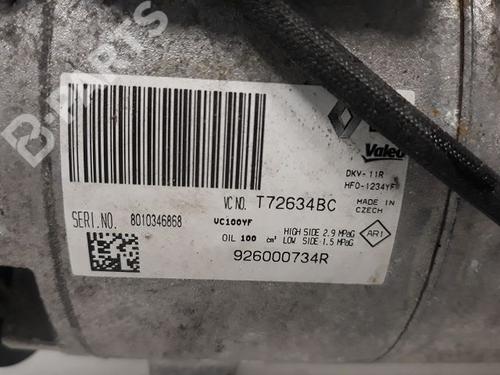 B-PARTS
Valeo
DKV-11R
HFO-1234YF
VC NO. T72634BC
MADE IN
CZECH
SERI.NO. 8010346868
VC100YF
OIL 100 cm³
HIGH SIDE 2.9 MPaG
LOW SIDE 1.5 MPaG
AR1
926000734R